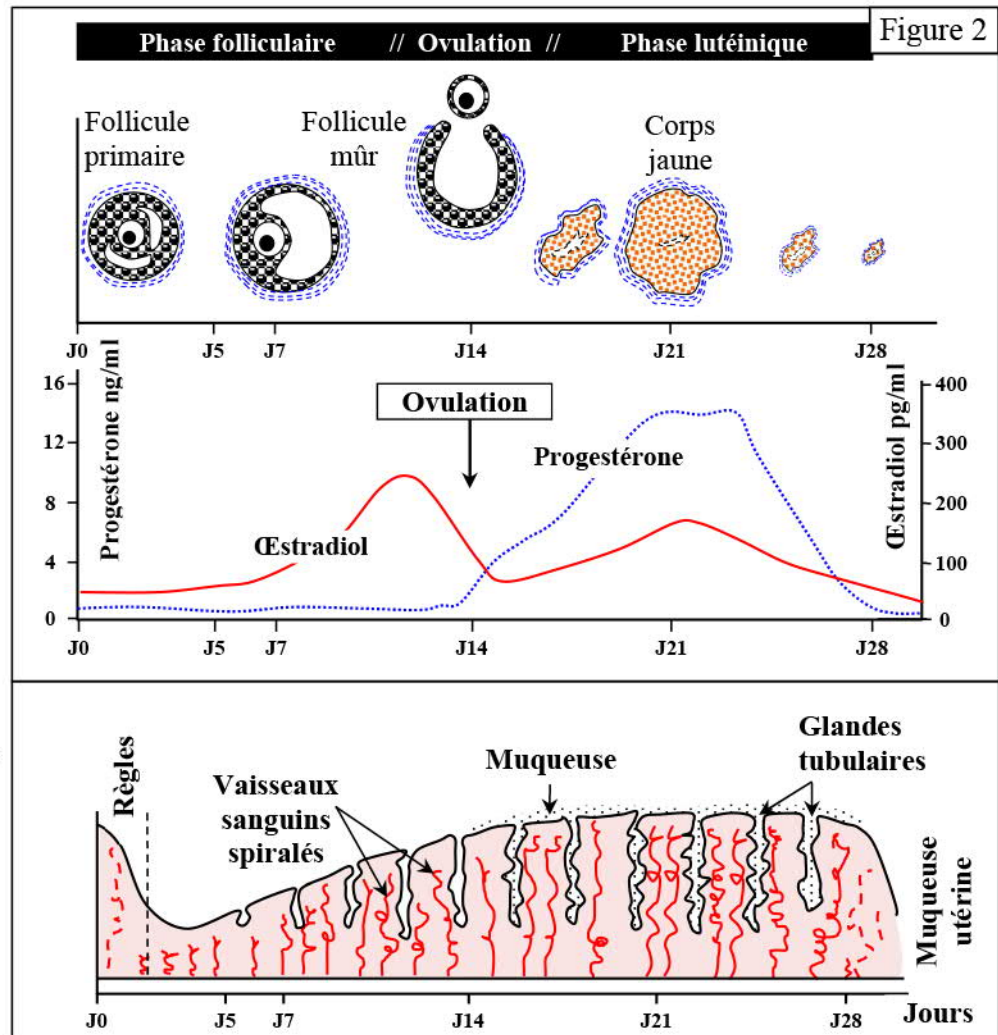 Figure 2
Phase folliculaire // Ovulation // Phase lutéinique
Follicule
primaire
Follicule
mûr
Corps
jaune
J0 J5 J7 J14 J21 J28
Progestérone ng/ml
16
12
8
4
0
Ovulation
Progestérone
Œstradiol
Œstradiol pg/ml
400
300
200
100
0
J0 J5 J7 J14 J21 J28
Règles
Vaisseaux
sanguins
spiralés
Muqueuse
Glandes
tubulaires
Muqueuse
utérine
J0 J5 J7 J14 J21 J28 Jours